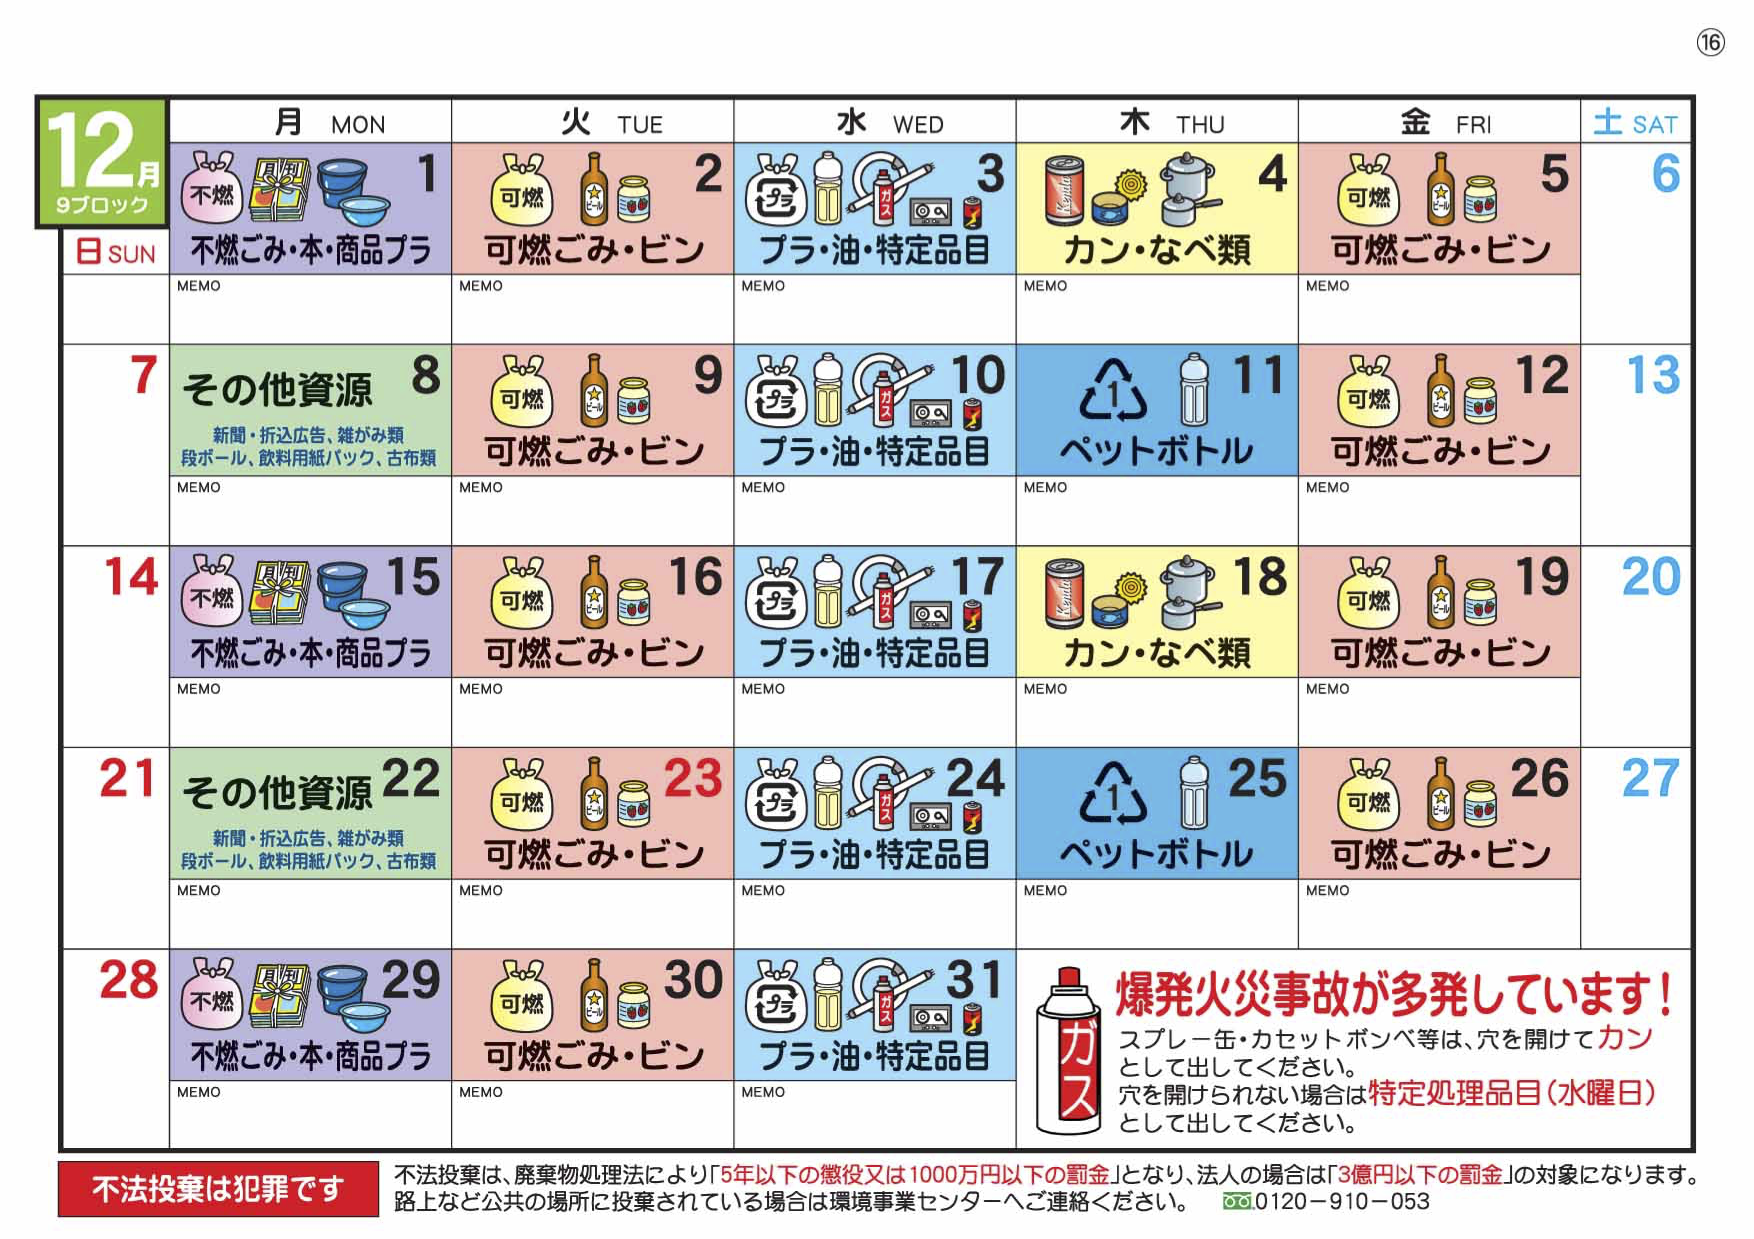 ⑯
12月
9ブロック
月 MON 火 TUE 水 WED 木 THU 金 FRI 土 SAT
日 SUN
不燃 月刊 1
不燃ごみ・本・商品プラ
可燃 ビール 2
可燃ごみ・ビン
プラ ガス 3
プラ・油・特定品目
4
カン・なべ類
可燃 ビール 5
可燃ごみ・ビン
6
MEMO MEMO MEMO MEMO MEMO
7
その他資源 8
新聞・折込広告、雑がみ類
段ボール、飲料用紙パック、古布類
可燃 ビール 9
可燃ごみ・ビン
プラ ガス 10
プラ・油・特定品目
1 11
ペットボトル
可燃 ビール 12
可燃ごみ・ビン
13
MEMO MEMO MEMO MEMO MEMO
14
不燃 月刊 15
不燃ごみ・本・商品プラ
可燃 ビール 16
可燃ごみ・ビン
プラ ガス 17
プラ・油・特定品目
18
カン・なべ類
可燃 ビール 19
可燃ごみ・ビン
20
MEMO MEMO MEMO MEMO MEMO
21
その他資源 22
新聞・折込広告、雑がみ類
段ボール、飲料用紙パック、古布類
可燃 ビール 23
可燃ごみ・ビン
プラ ガス 24
プラ・油・特定品目
1 25
ペットボトル
可燃 ビール 26
可燃ごみ・ビン
27
MEMO MEMO MEMO MEMO MEMO
28
不燃 月刊 29
不燃ごみ・本・商品プラ
可燃 ビール 30
可燃ごみ・ビン
プラ ガス 31
プラ・油・特定品目
MEMO MEMO MEMO
ガス
爆発火災事故が多発しています！
スプレー缶・カセットボンベ等は、穴を開けてカン
として出してください。
穴を開けられない場合は特定処理品目（水曜日）
として出してください。
不法投棄は犯罪です
不法投棄は、廃棄物処理法により「5年以下の懲役又は1000万円以下の罰金」となり、法人の場合は「3億円以下の罰金」の対象になります。
路上など公共の場所に投棄されている場合は環境事業センターへご連絡ください。 0120－910－053